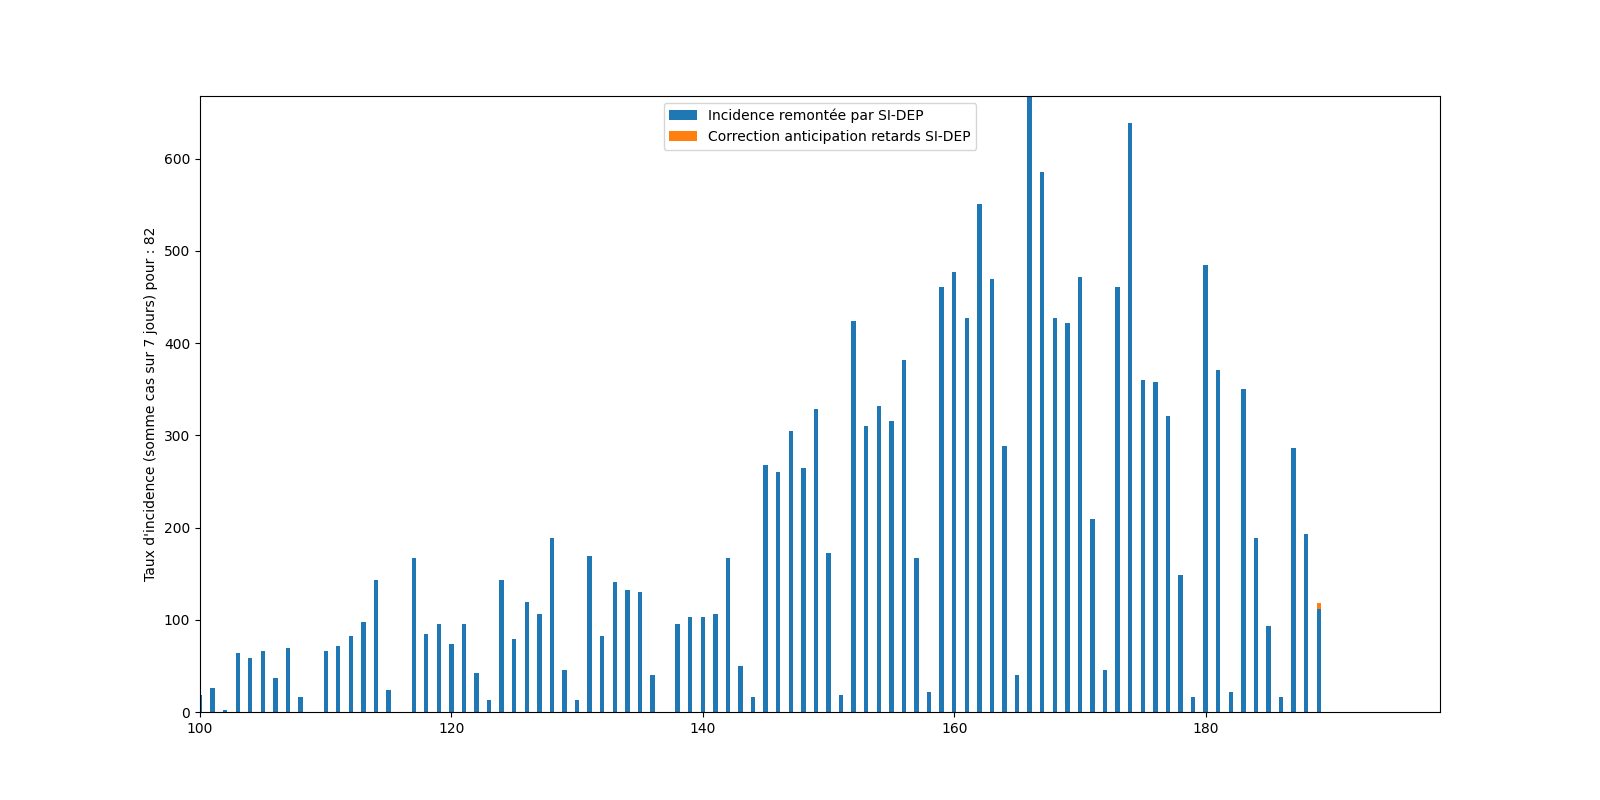 Incidence remontée par SI-DEP
Correction anticipation retards SI-DEP
Taux d'incidence (somme cas sur 7 jours) pour : 82
600
500
400
300
200
100
0
100 120 140 160 180